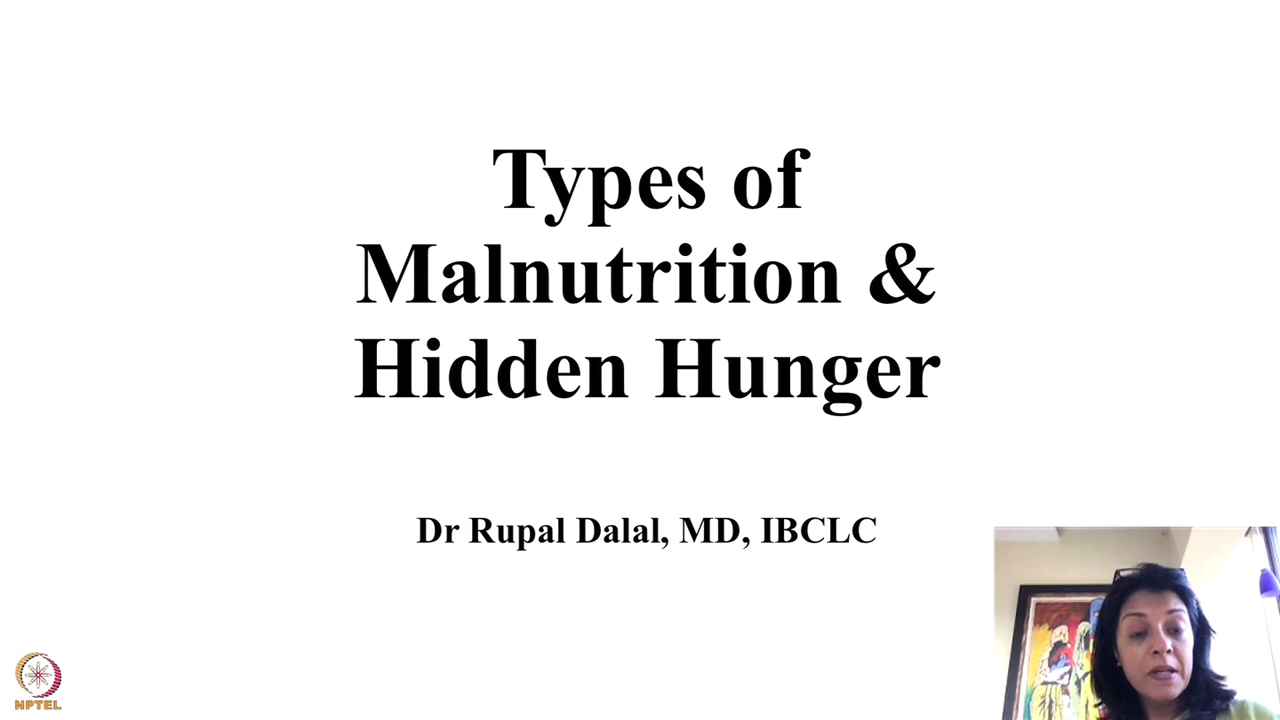 Types of
Malnutrition &
Hidden Hunger
Dr Rupal Dalal, MD, IBCLC
NPTEL